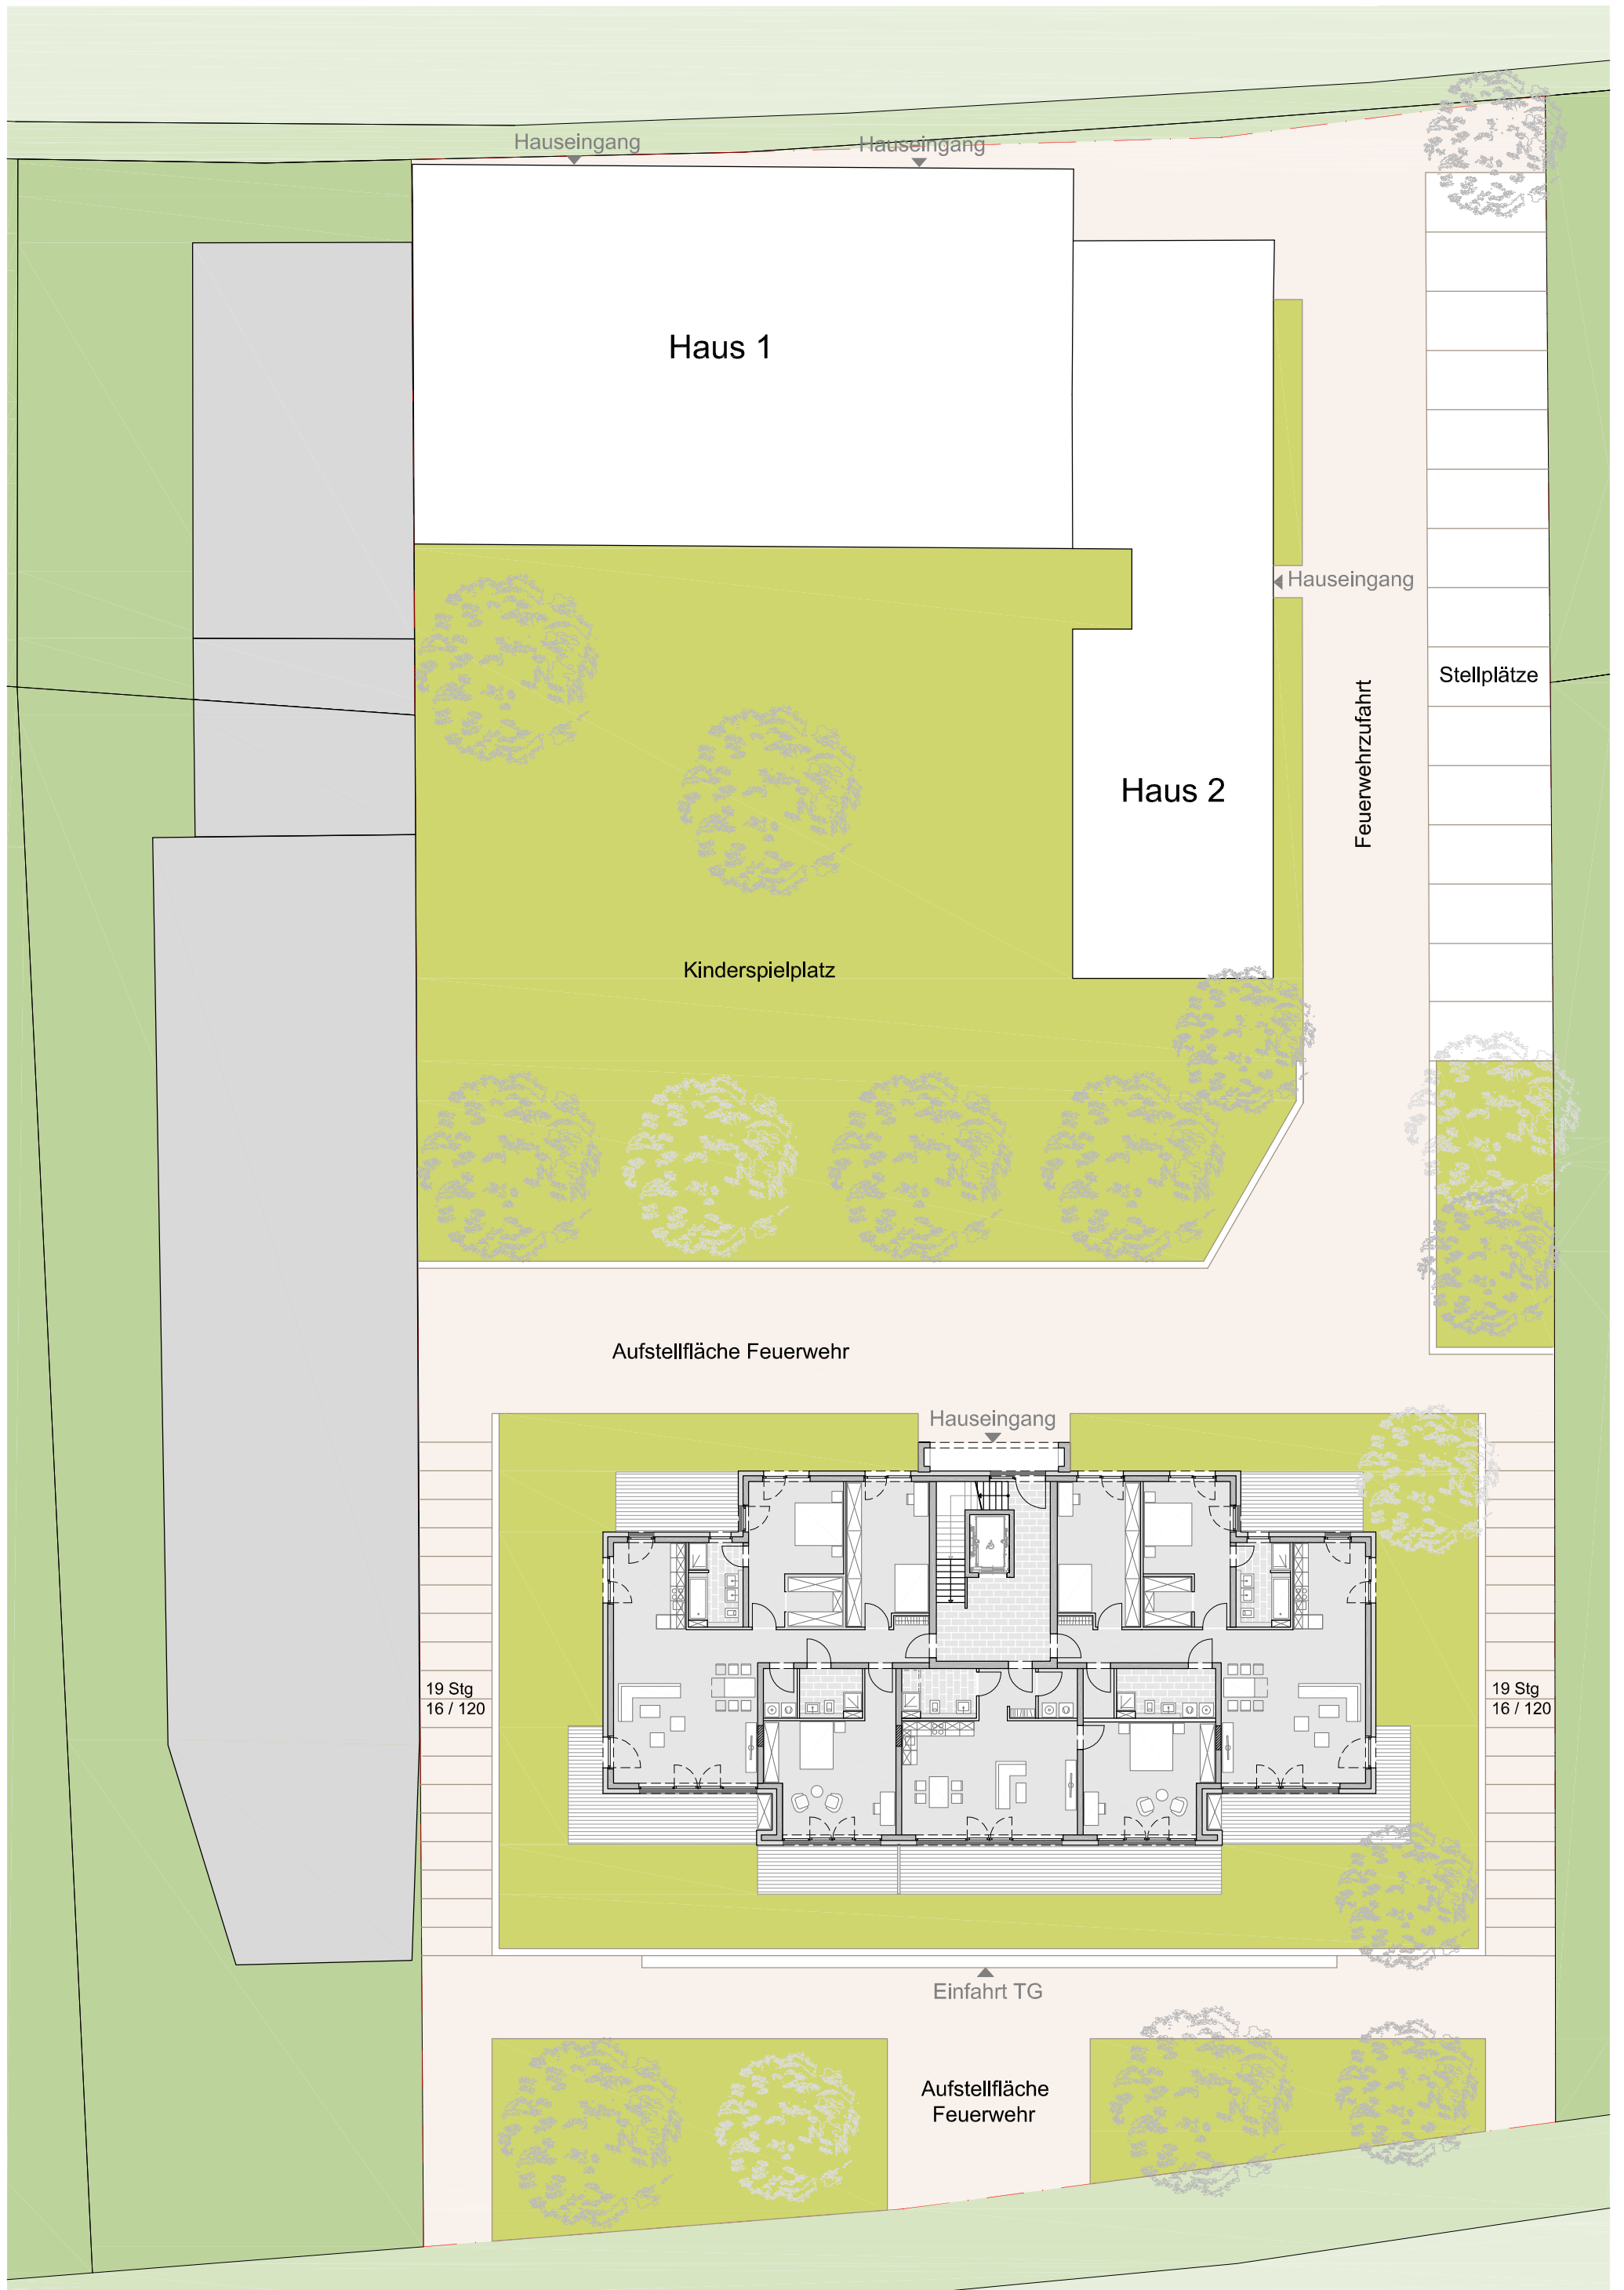 Hauseingang
Hauseingang
Haus 1
Hauseingang
Stellplätze
Feuerwehrzufahrt
Haus 2
Kinderspielplatz
Aufstellfläche Feuerwehr
Hauseingang
19 Stg
16 / 120
19 Stg
16 / 120
Einfahrt TG
Aufstellfläche
Feuerwehr